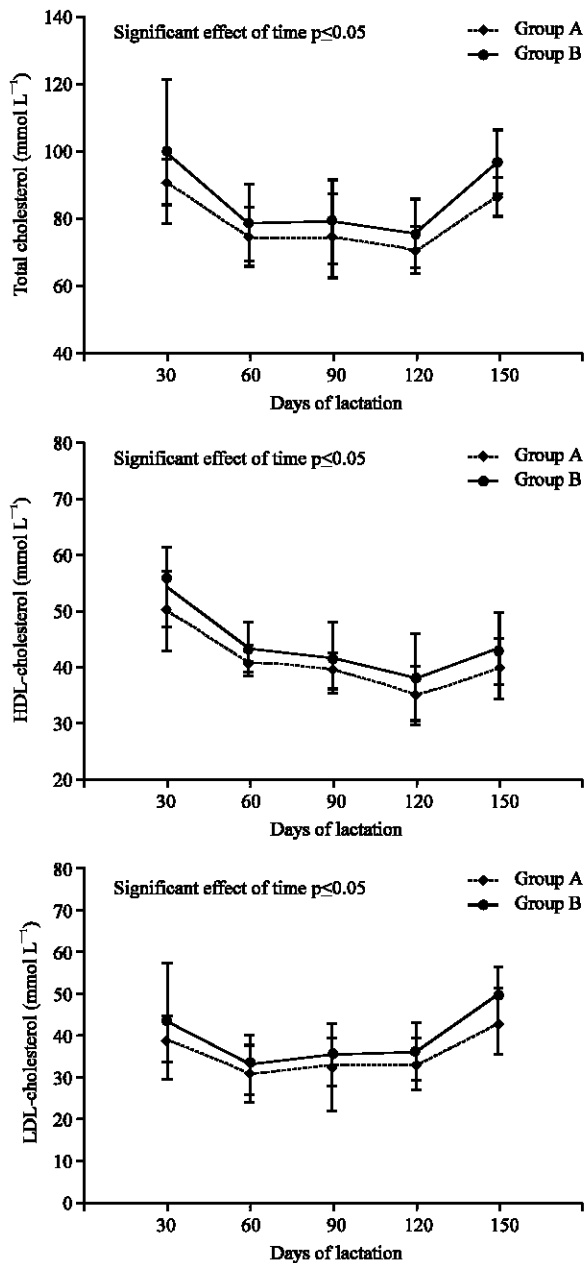 140
Significant effect of time p≤0.05
Group A
Group B
120
100
80
60
40
Total cholesterol (mmol L⁻¹)
30 60 90 120 150
Days of lactation
80
Significant effect of time p≤0.05
Group A
Group B
70
60
50
40
30
20
HDL-cholesterol (mmol L⁻¹)
30 60 90 120 150
Days of lactation
80
Significant effect of time p≤0.05
Group A
Group B
70
60
50
40
30
20
10
0
LDL-cholesterol (mmol L⁻¹)
30 60 90 120 150
Days of lactation